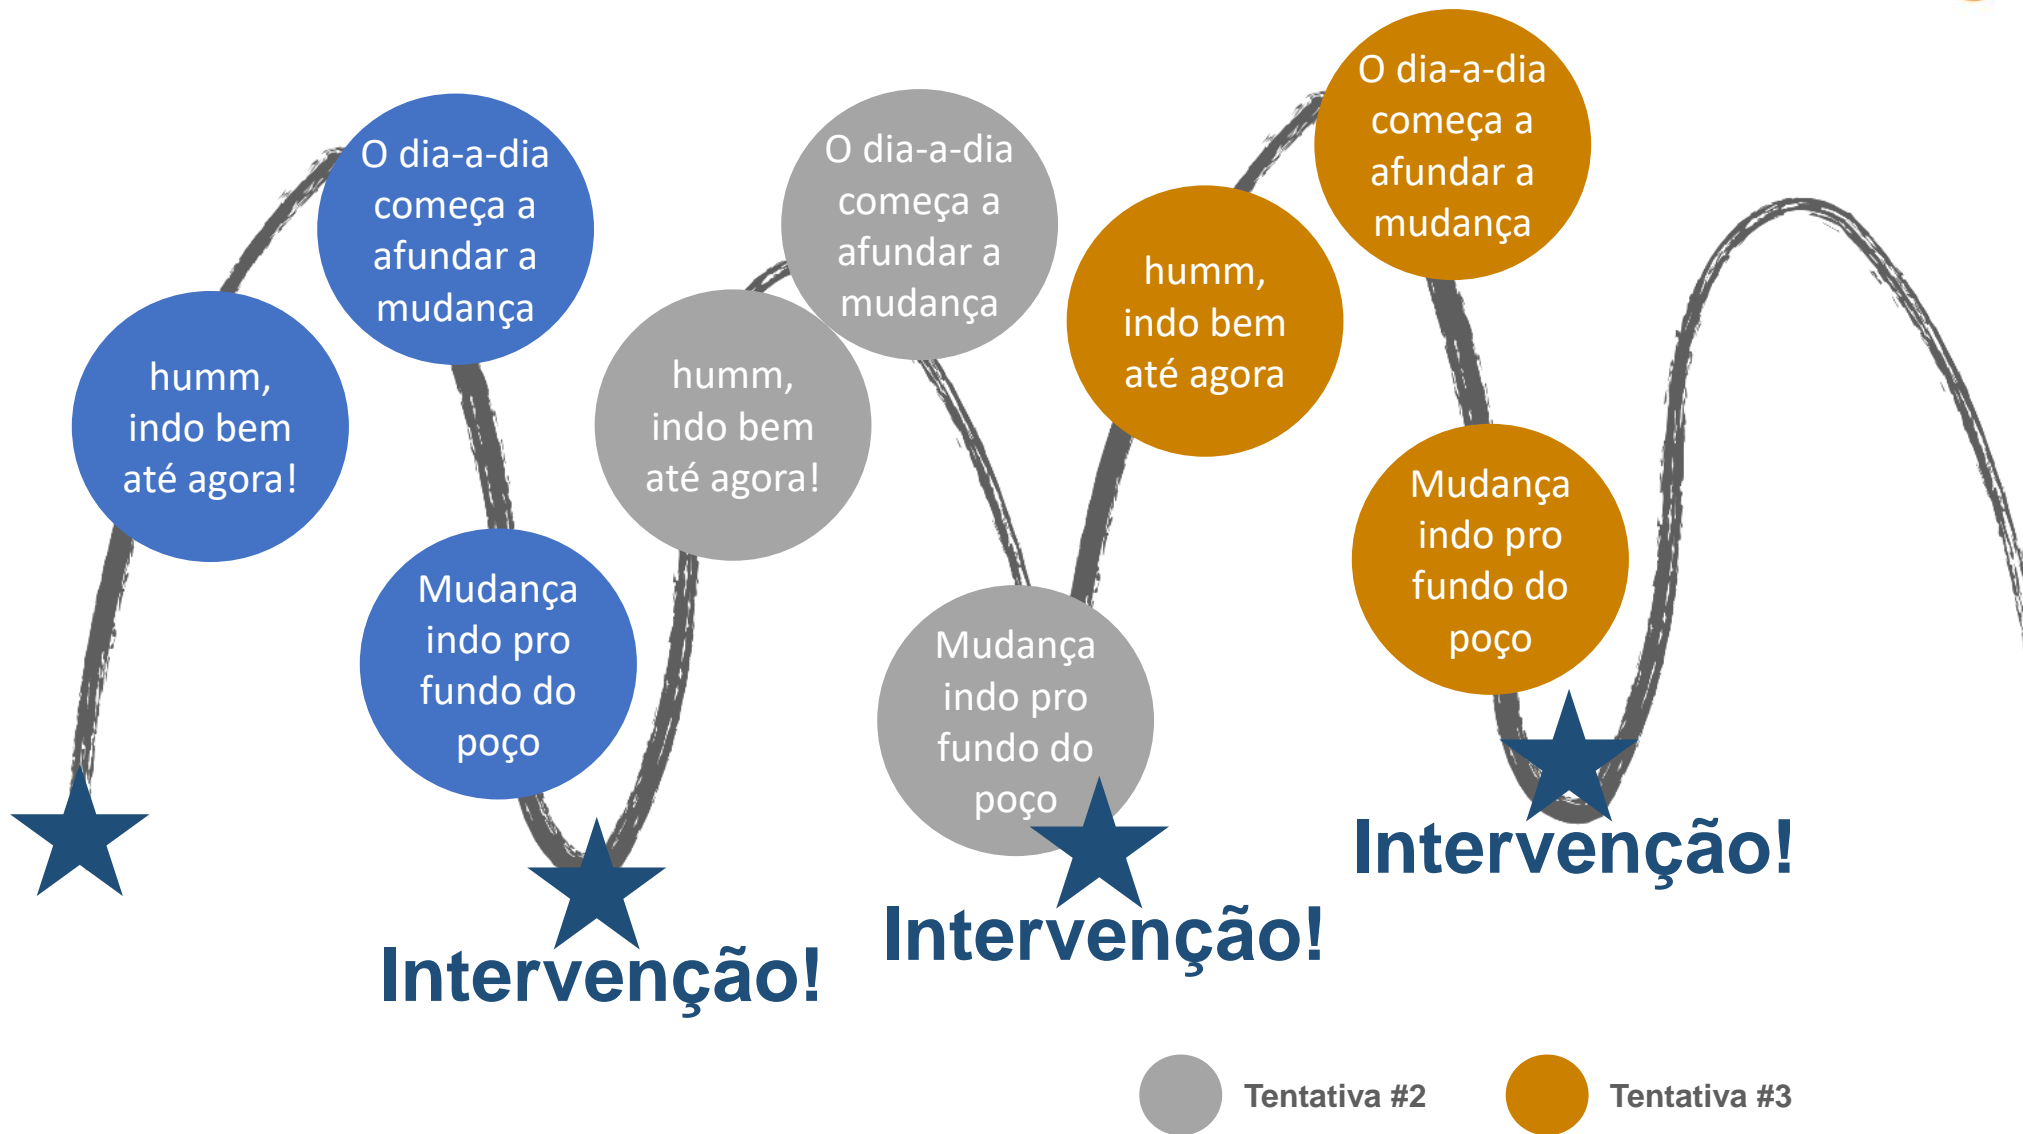 humm,
indo bem
até agora!
O dia-a-dia
começa a
afundar a
mudança
Mudança
indo pro
fundo do
poço
Intervenção!
humm,
indo bem
até agora!
O dia-a-dia
começa a
afundar a
mudança
Mudança
indo pro
fundo do
poço
Intervenção!
humm,
indo bem
até agora
O dia-a-dia
começa a
afundar a
mudança
Mudança
indo pro
fundo do
poço
Intervenção!
Tentativa #2
Tentativa #3